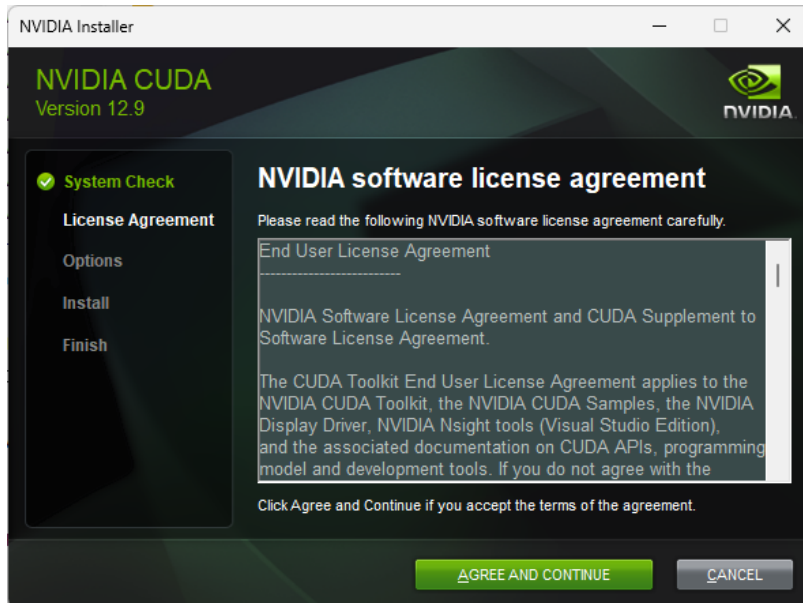 NVIDIA Installer
NVIDIA CUDA
Version 12.9
NVIDIA.
System Check
License Agreement
Options
Install
Finish
NVIDIA software license agreement
Please read the following NVIDIA software license agreement carefully.
End User License Agreement
--------------------------
NVIDIA Software License Agreement and CUDA Supplement to
Software License Agreement.
The CUDA Toolkit End User License Agreement applies to the
NVIDIA CUDA Toolkit, the NVIDIA CUDA Samples, the NVIDIA
Display Driver, NVIDIA Nsight tools (Visual Studio Edition),
and the associated documentation on CUDA APIs, programming
model and development tools. If you do not agree with the
Click Agree and Continue if you accept the terms of the agreement.
AGREE AND CONTINUE
CANCEL